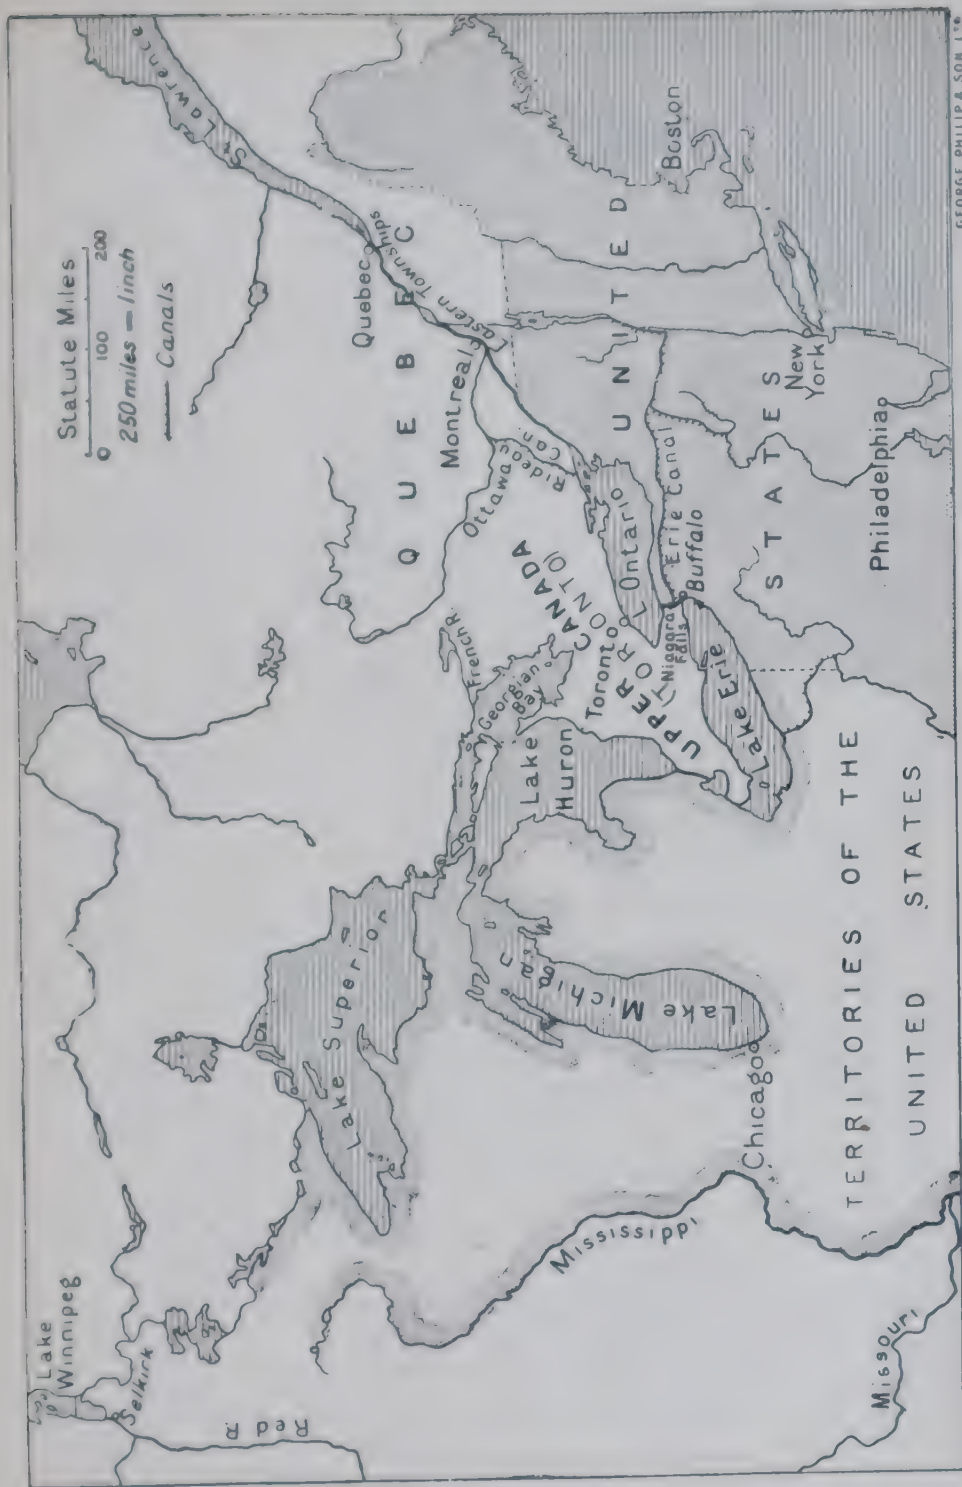 Lake
Winnipeg
Selkirk
Red R
Lake Superior
Mississippi
Missouri
Lake Michigan
Chicago
TERRITORIES OF THE
UNITED STATES
Lake
Huron
Georgian
Bay
French R.
UPPER CANADA
(TORONTO)
Toronto
Niagara
Falls
Lake Erie
L Ontario
Erie Canal
Buffalo
Ottawa
Rideau
Can.
Montreal
QUEBEC
Quebec
Eastern Townships
St. Lawrence
Statute Miles
0 100 200
250 miles = 1 inch
Canals
UNITED
STATES
Boston
New
York
Philadelphia
GEORGE PHILIP & SON LTD